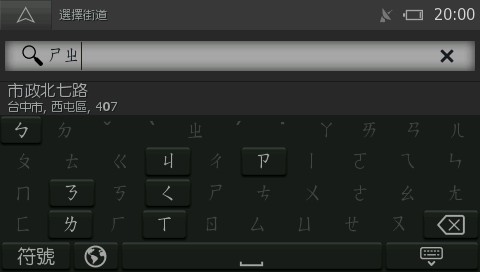 選擇街道 20:00
ㄕㄓ
市政北七路
台中市, 西屯區, 407
ㄅ ㄉ ˇ ˋ ㄓ ˊ ˙ ㄚ ㄞ ㄢ ㄦ
ㄆ ㄊ ㄍ ㄐ ㄔ ㄗ ㄧ ㄛ ㄟ ㄣ
ㄇ ㄋ ㄎ ㄑ ㄕ ㄘ ㄨ ㄜ ㄠ ㄤ
ㄈ ㄌ ㄏ ㄒ ㄖ ㄙ ㄩ ㄝ ㄡ
符號